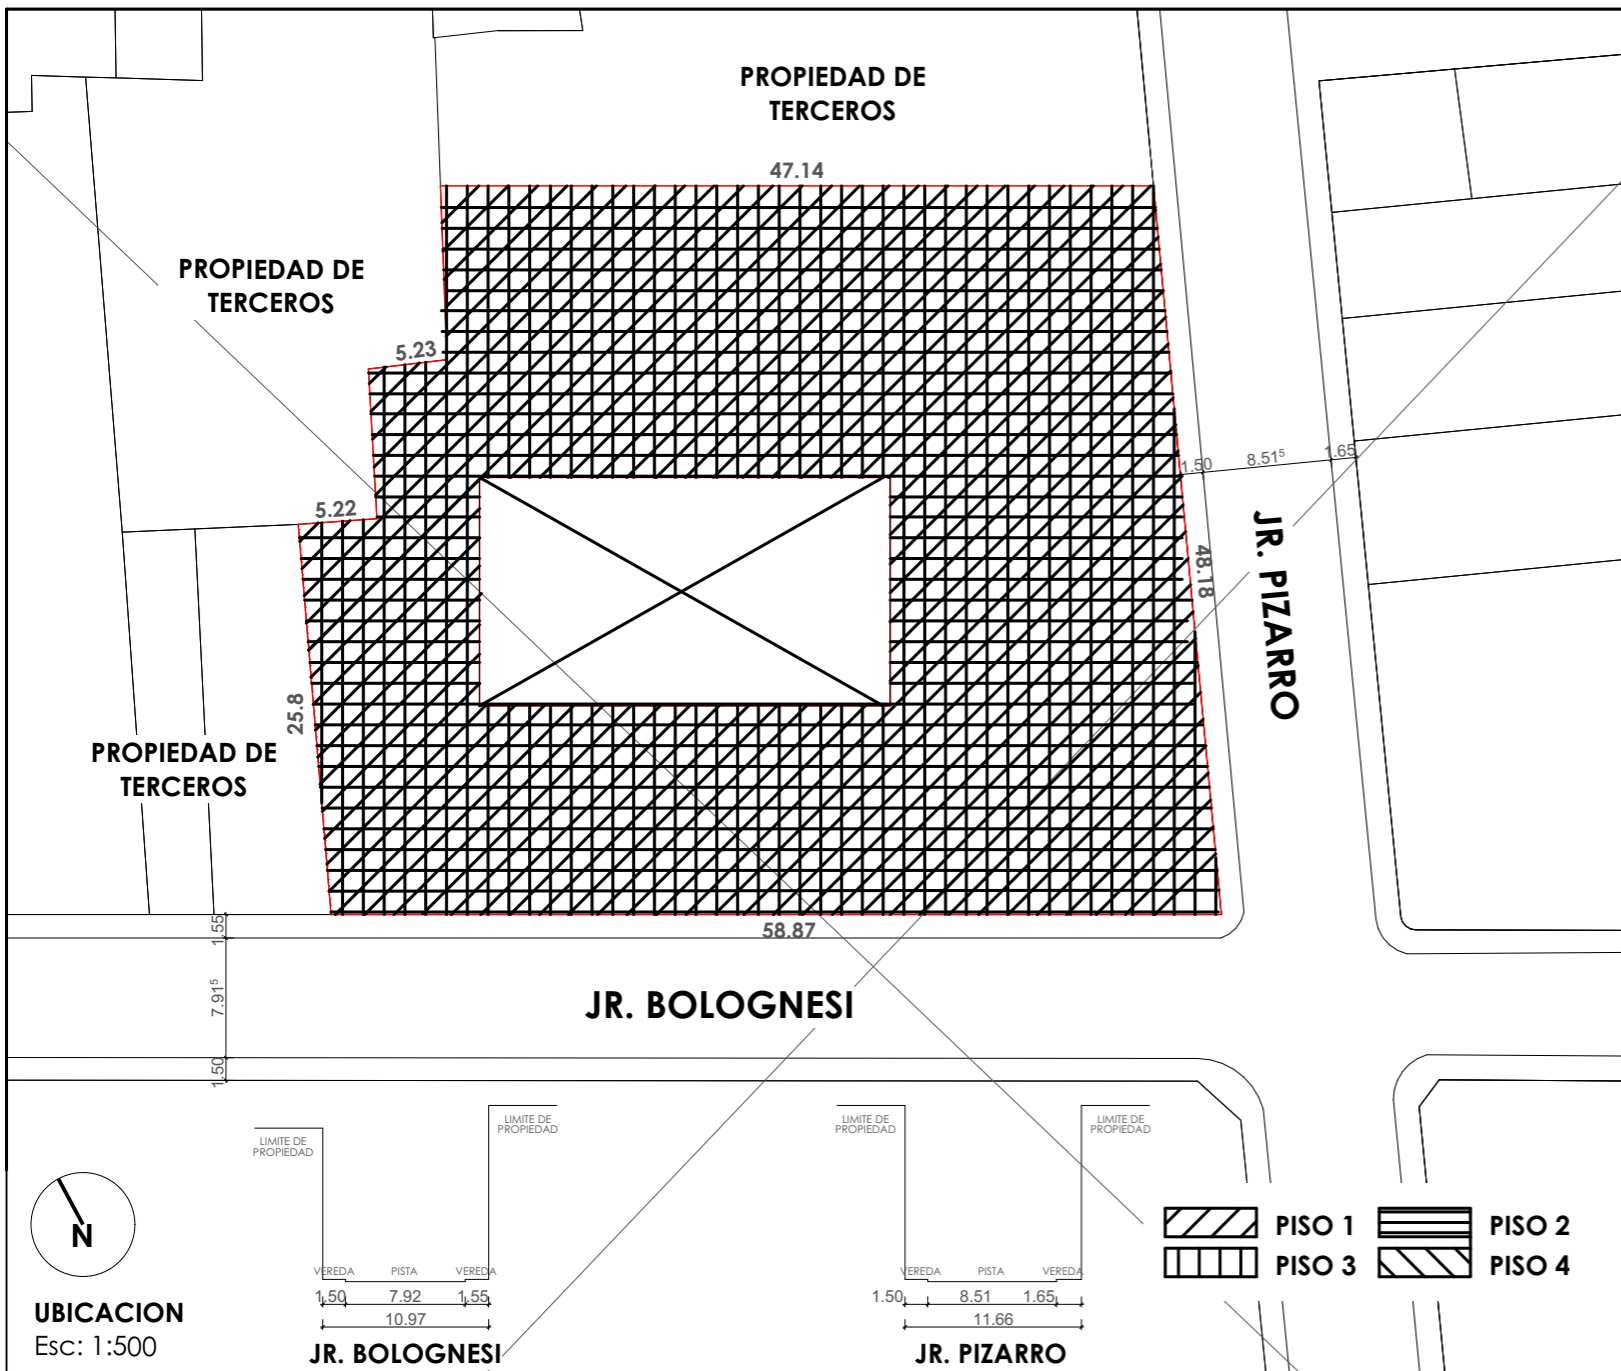 PROPIEDAD DE
TERCEROS
47.14
PROPIEDAD DE
TERCEROS
5.23
1.50
8.51⁵
1.65
5.22
JR. PIZARRO
48.18
25.8
PROPIEDAD DE
TERCEROS
1.55
58.87
7.91⁵
JR. BOLOGNESI
1.50
LIMITE DE
PROPIEDAD
LIMITE DE
PROPIEDAD
LIMITE DE
PROPIEDAD
LIMITE DE
PROPIEDAD
N
PISO 1
PISO 2
PISO 3
PISO 4
VEREDA
PISTA
VEREDA
1.50
7.92
1.55
10.97
JR. BOLOGNESI
VEREDA
PISTA
VEREDA
1.50
8.51
1.65
11.66
JR. PIZARRO
UBICACION
Esc: 1:500